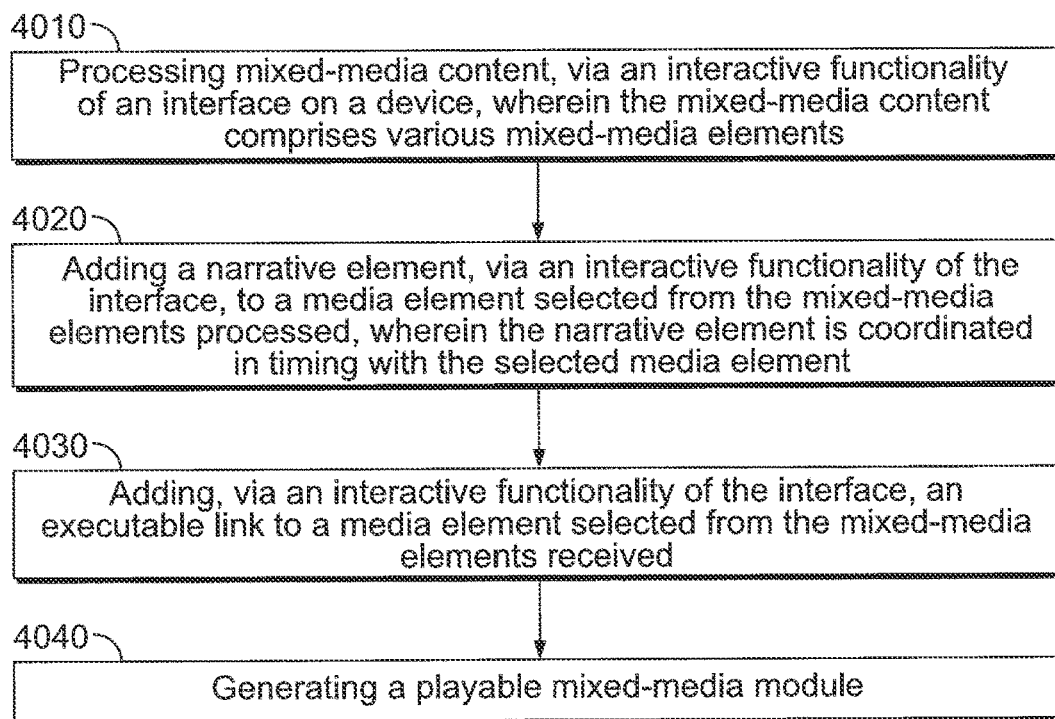 4010
Processing mixed-media content, via an interactive functionality
of an interface on a device, wherein the mixed-media content
comprises various mixed-media elements
4020
Adding a narrative element, via an interactive functionality of the
interface, to a media element selected from the mixed-media
elements processed, wherein the narrative element is coordinated
in timing with the selected media element
4030
Adding, via an interactive functionality of the interface, an
executable link to a media element selected from the mixed-media
elements received
4040
Generating a playable mixed-media module